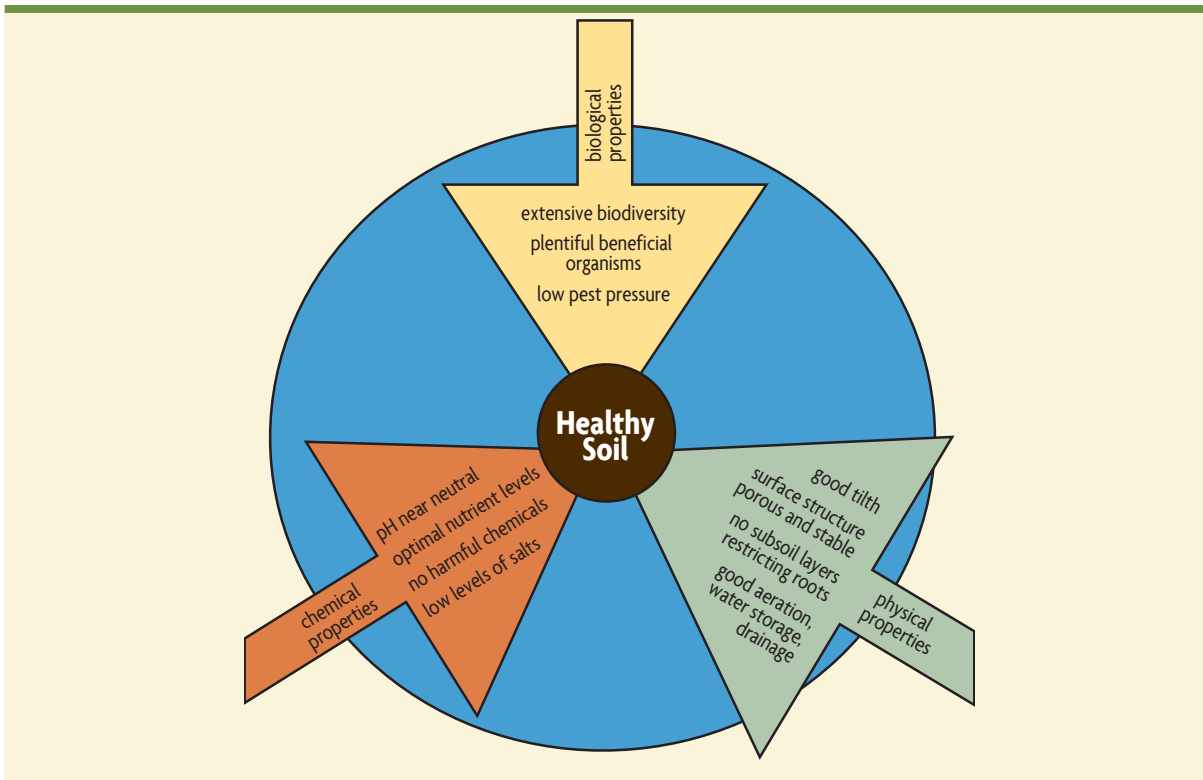 biological
properties
extensive biodiversity
plentiful beneficial
organisms
low pest pressure
Healthy
Soil
chemical
properties
pH near neutral
optimal nutrient levels
no harmful chemicals
low levels of salts
good tilth
surface structure
porous and stable
no subsoil layers
restricting roots
good aeration,
water storage,
drainage
physical
properties